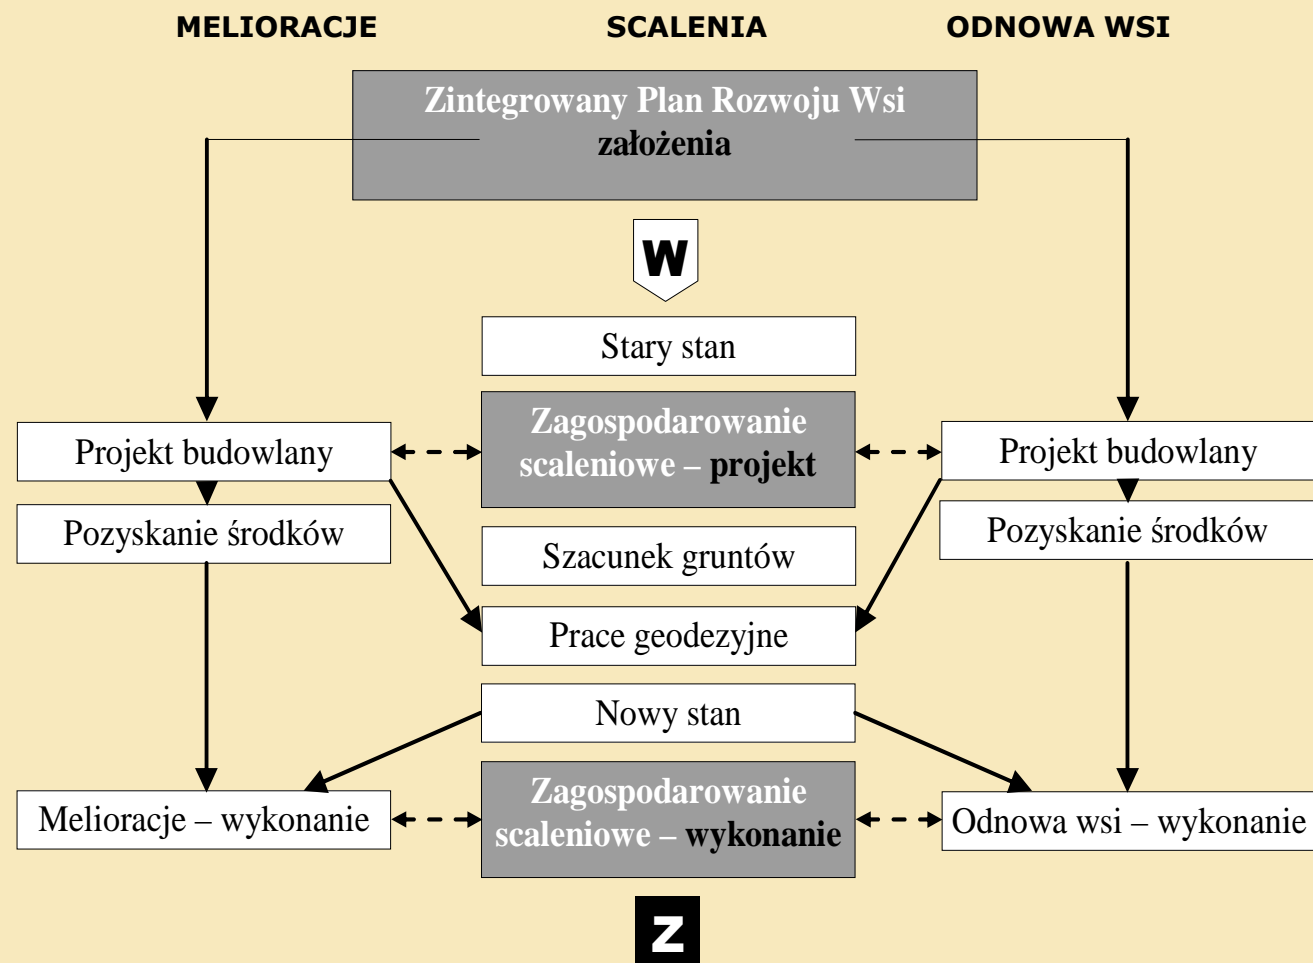 MELIORACJE
SCALENIA
ODNOWA WSI
Zintegrowany Plan Rozwoju Wsi
założenia
W
Stary stan
Zagospodarowanie
scaleniowe – projekt
Projekt budowlany
Projekt budowlany
Pozyskanie środków
Pozyskanie środków
Szacunek gruntów
Prace geodezyjne
Nowy stan
Melioracje – wykonanie
Zagospodarowanie
scaleniowe – wykonanie
Odnowa wsi – wykonanie
Z